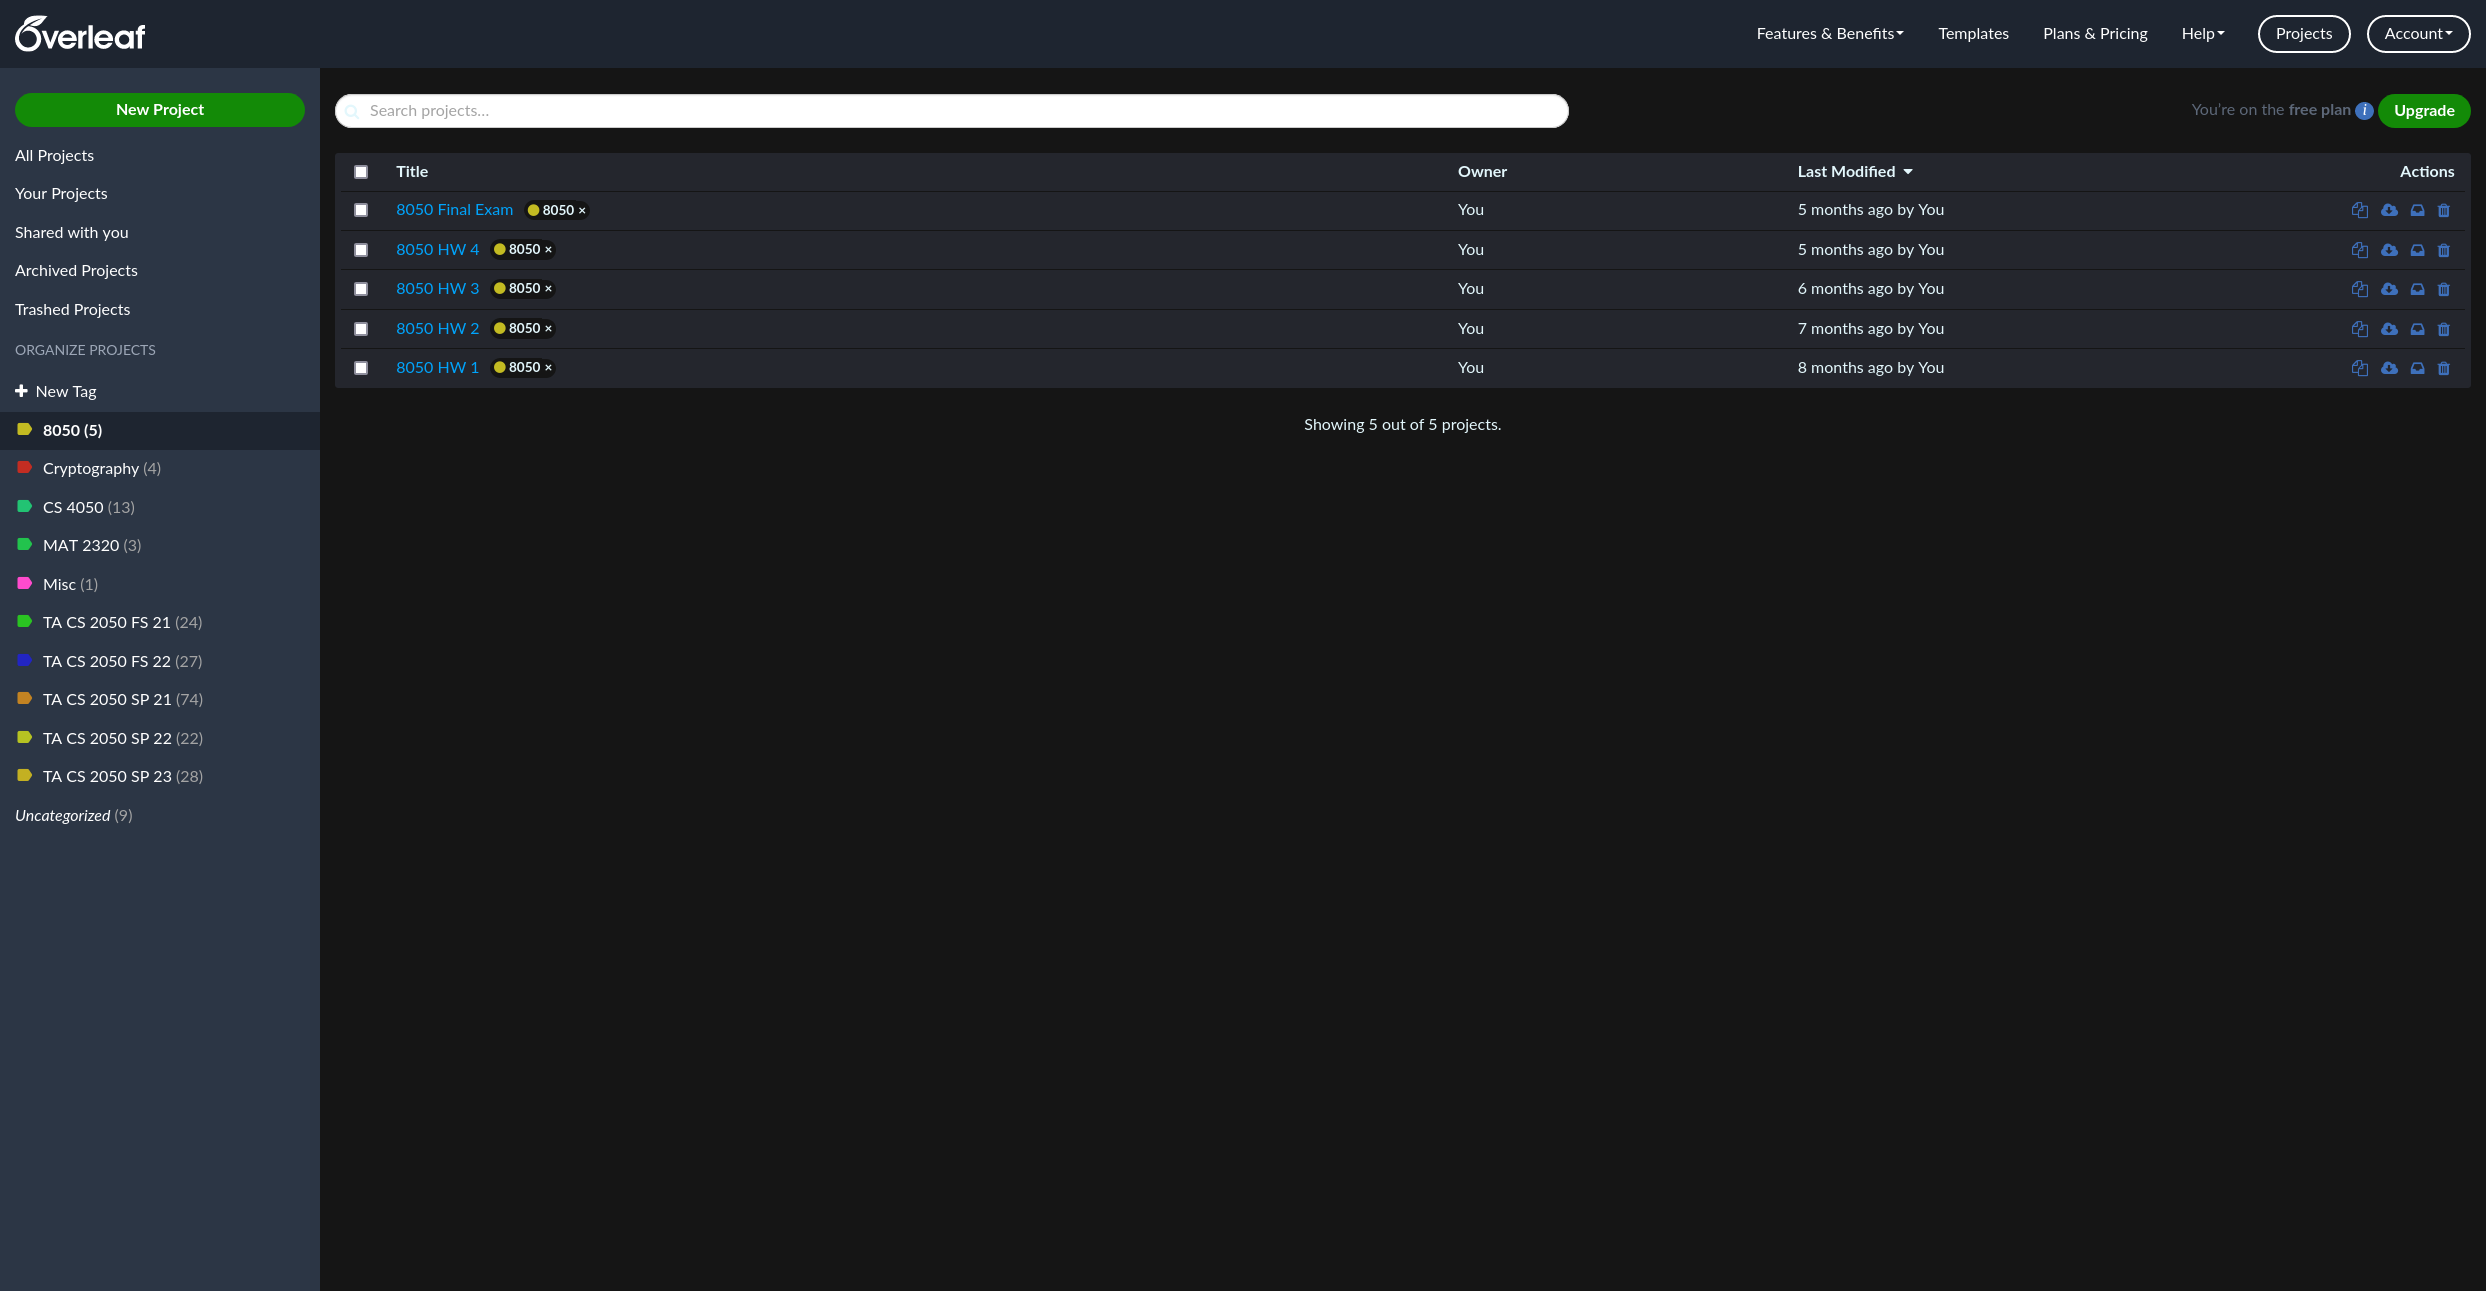 Overleaf
Features & Benefits
Templates
Plans & Pricing
Help
Projects
Account
New Project
All Projects
Your Projects
Shared with you
Archived Projects
Trashed Projects
ORGANIZE PROJECTS
New Tag
8050 (5)
Cryptography (4)
CS 4050 (13)
MAT 2320 (3)
Misc (1)
TA CS 2050 FS 21 (24)
TA CS 2050 FS 22 (27)
TA CS 2050 SP 21 (74)
TA CS 2050 SP 22 (22)
TA CS 2050 SP 23 (28)
Uncategorized (9)
Search projects...
You're on the free plan i Upgrade
Title Owner Last Modified Actions
8050 Final Exam 8050 × You 5 months ago by You
8050 HW 4 8050 × You 5 months ago by You
8050 HW 3 8050 × You 6 months ago by You
8050 HW 2 8050 × You 7 months ago by You
8050 HW 1 8050 × You 8 months ago by You
Showing 5 out of 5 projects.